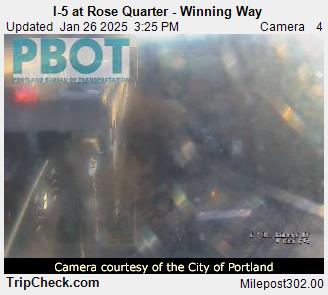 I-5 at Rose Quarter - Winning Way
Updated Jan 26 2025 3:25 PM Camera 4
PBOT
PORTLAND BUREAU OF TRANSPORTATION
Camera courtesy of the City of Portland
TripCheck.com Milepost302.00